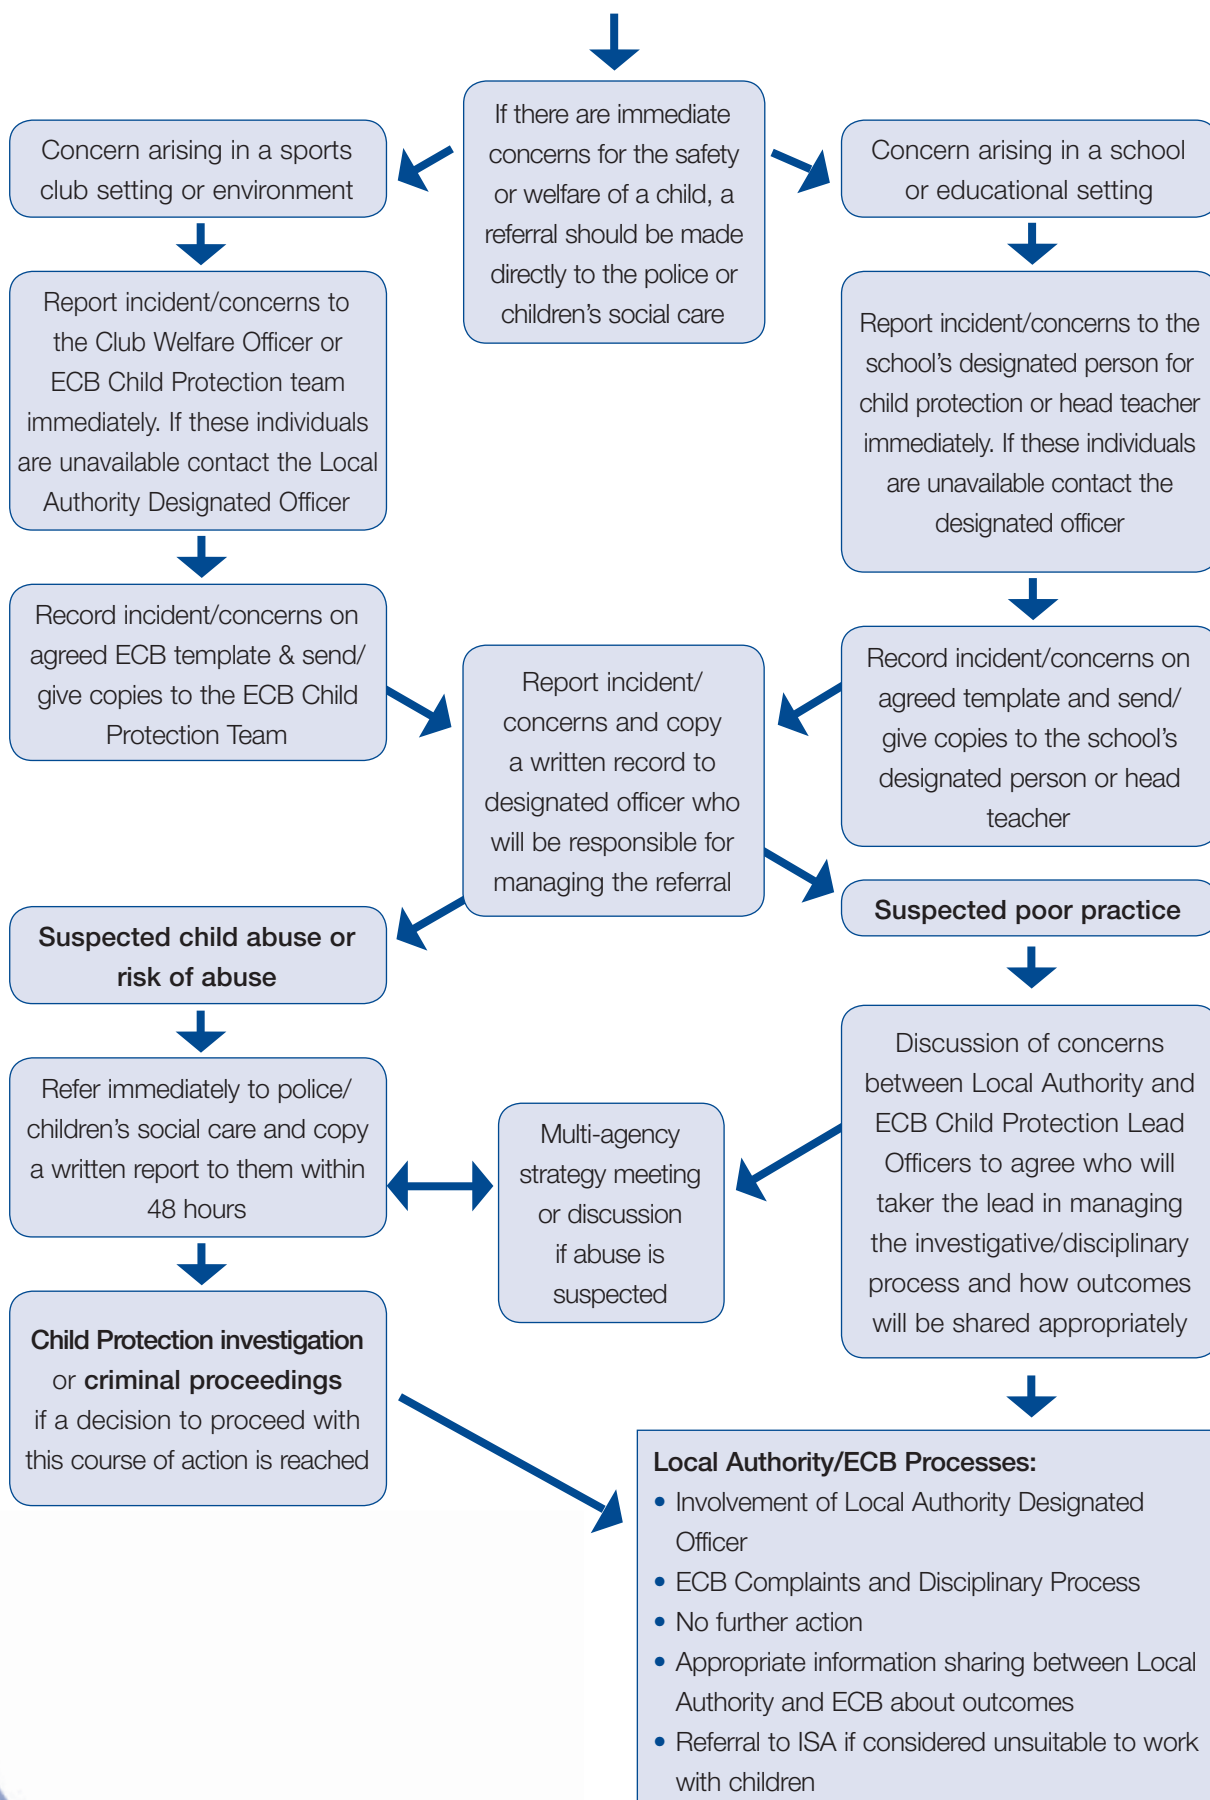 If there are immediate
concerns for the safety
or welfare of a child, a
referral should be made
directly to the police or
children's social care
Concern arising in a sports
club setting or environment
Concern arising in a school
or educational setting
Report incident/concerns to
the Club Welfare Officer or
ECB Child Protection team
immediately. If these individuals
are unavailable contact the Local
Authority Designated Officer
Report incident/concerns to the
school's designated person for
child protection or head teacher
immediately. If these individuals
are unavailable contact the
designated officer
Record incident/concerns on
agreed ECB template & send/
give copies to the ECB Child
Protection Team
Record incident/concerns on
agreed template and send/
give copies to the school's
designated person or head
teacher
Report incident/
concerns and copy
a written record to
designated officer who
will be responsible for
managing the referral
Suspected child abuse or
risk of abuse
Suspected poor practice
Refer immediately to police/
children's social care and copy
a written report to them within
48 hours
Multi-agency
strategy meeting
or discussion
if abuse is
suspected
Discussion of concerns
between Local Authority and
ECB Child Protection Lead
Officers to agree who will
taker the lead in managing
the investigative/disciplinary
process and how outcomes
will be shared appropriately
Child Protection investigation
or criminal proceedings
if a decision to proceed with
this course of action is reached
Local Authority/ECB Processes:
• Involvement of Local Authority Designated
Officer
• ECB Complaints and Disciplinary Process
• No further action
• Appropriate information sharing between Local
Authority and ECB about outcomes
• Referral to ISA if considered unsuitable to work
with children